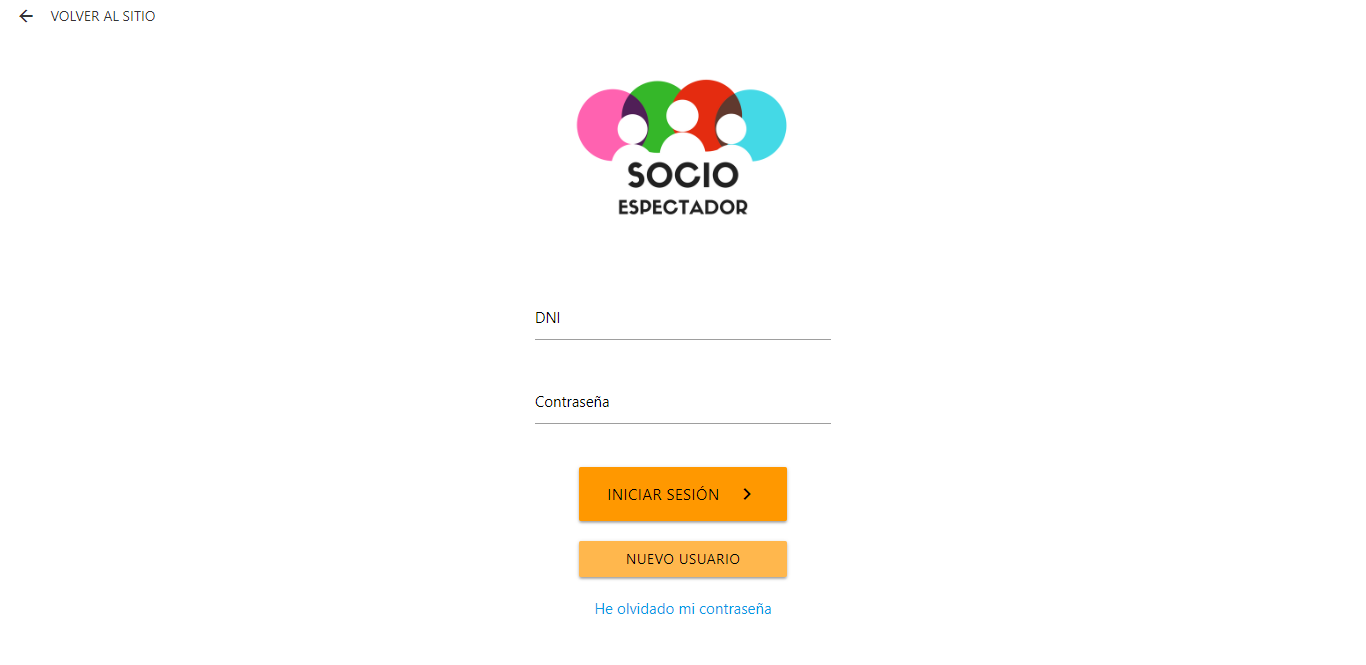 VOLVER AL SITIO
SOCIO
ESPECTADOR
DNI
Contraseña
INICIAR SESIÓN
NUEVO USUARIO
He olvidado mi contraseña